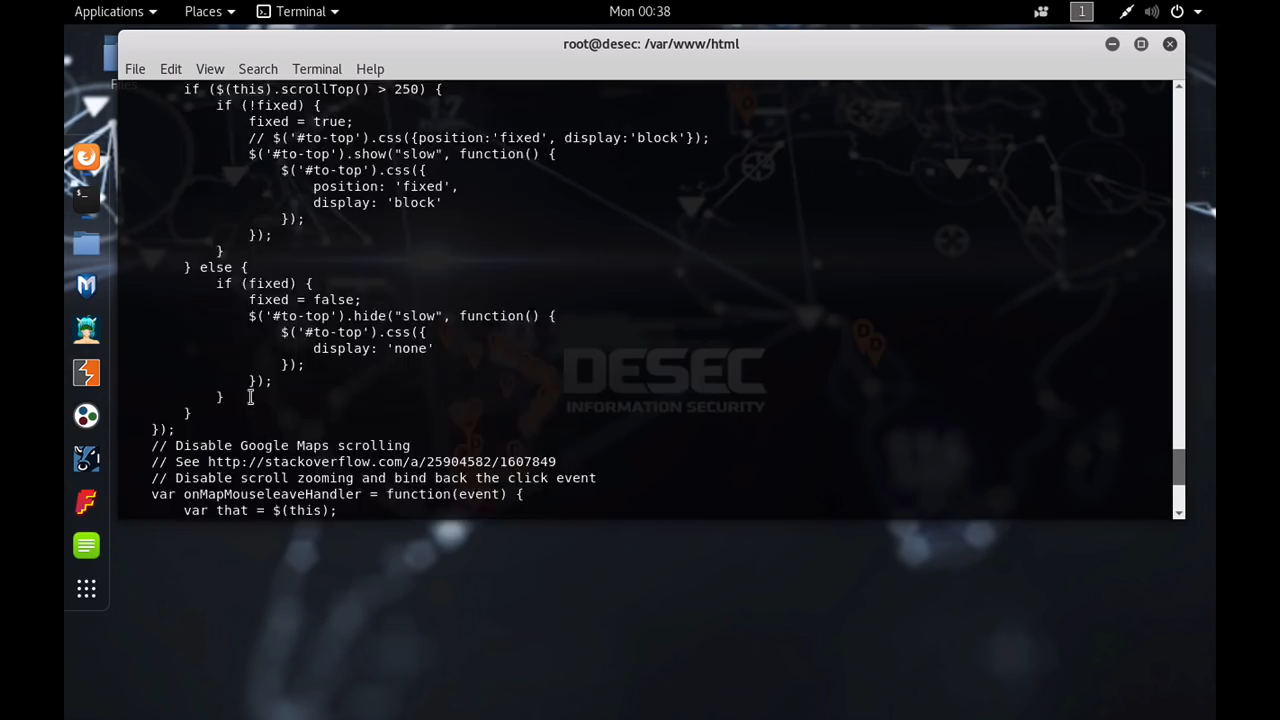 Applications
Places
Terminal
Mon 00:38
1
root@desec: /var/www/html
File Edit View Search Terminal Help
if ($(this).scrollTop() > 250) {
if (!fixed) {
fixed = true;
// $('#to-top').css({position:'fixed', display:'block'});
$('#to-top').show("slow", function() {
$('#to-top').css({
position: 'fixed',
display: 'block'
});
});
}
} else {
if (fixed) {
fixed = false;
$('#to-top').hide("slow", function() {
$('#to-top').css({
display: 'none'
});
});
}
}
});
// Disable Google Maps scrolling
// See http://stackoverflow.com/a/25904582/1607849
// Disable scroll zooming and bind back the click event
var onMapMouseleaveHandler = function(event) {
var that = $(this);
DESEC
INFORMATION SECURITY